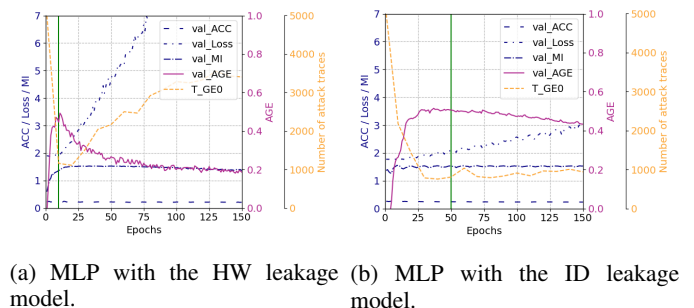 7
6
5
4
3
2
1
0
ACC / Loss / MI
0
25
50
75
100
125
150
Epochs
val_ACC
val_Loss
val_MI
val_AGE
T_GE0
1.0
0.8
0.6
0.4
0.2
0.0
AGE
5000
4000
3000
2000
1000
0
Number of attack traces
7
6
5
4
3
2
1
0
ACC / Loss / MI
0
25
50
75
100
125
150
Epochs
val_ACC
val_Loss
val_MI
val_AGE
T_GE0
1.0
0.8
0.6
0.4
0.2
0.0
AGE
5000
4000
3000
2000
1000
0
Number of attack traces
(a) MLP with the HW leakage
model.
(b) MLP with the ID leakage
model.